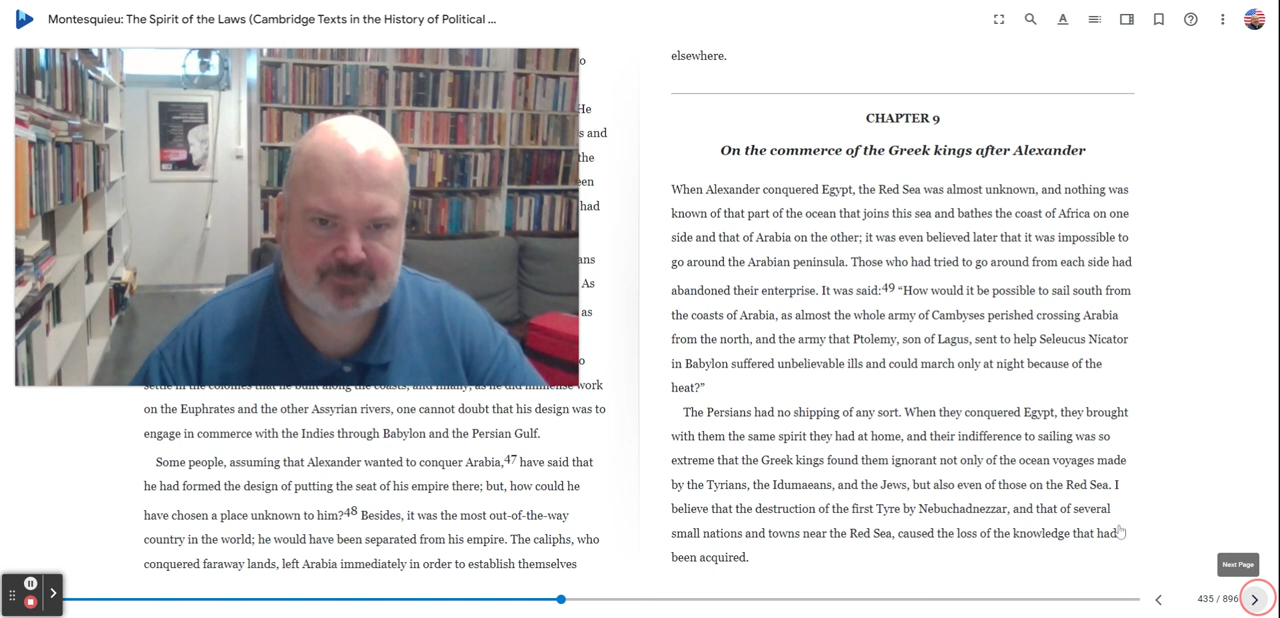 Montesquieu: The Spirit of the Laws (Cambridge Texts in the History of Political ...
o
He
s and
the
een
had
ans
As
as
o
settle in the colonies that he built along the coasts, and finally, as he did immense work
on the Euphrates and the other Assyrian rivers, one cannot doubt that his design was to
engage in commerce with the Indies through Babylon and the Persian Gulf.
Some people, assuming that Alexander wanted to conquer Arabia,47 have said that
he had formed the design of putting the seat of his empire there; but, how could he
have chosen a place unknown to him?48 Besides, it was the most out-of-the-way
country in the world; he would have been separated from his empire. The caliphs, who
conquered faraway lands, left Arabia immediately in order to establish themselves
elsewhere.
CHAPTER 9
On the commerce of the Greek kings after Alexander
When Alexander conquered Egypt, the Red Sea was almost unknown, and nothing was
known of that part of the ocean that joins this sea and bathes the coast of Africa on one
side and that of Arabia on the other; it was even believed later that it was impossible to
go around the Arabian peninsula. Those who had tried to go around from each side had
abandoned their enterprise. It was said:49 “How would it be possible to sail south from
the coasts of Arabia, as almost the whole army of Cambyses perished crossing Arabia
from the north, and the army that Ptolemy, son of Lagus, sent to help Seleucus Nicator
in Babylon suffered unbelievable ills and could march only at night because of the
heat?”
The Persians had no shipping of any sort. When they conquered Egypt, they brought
with them the same spirit they had at home, and their indifference to sailing was so
extreme that the Greek kings found them ignorant not only of the ocean voyages made
by the Tyrians, the Idumaeans, and the Jews, but also even of those on the Red Sea. I
believe that the destruction of the first Tyre by Nebuchadnezzar, and that of several
small nations and towns near the Red Sea, caused the loss of the knowledge that had
been acquired.
Next Page
435 / 896